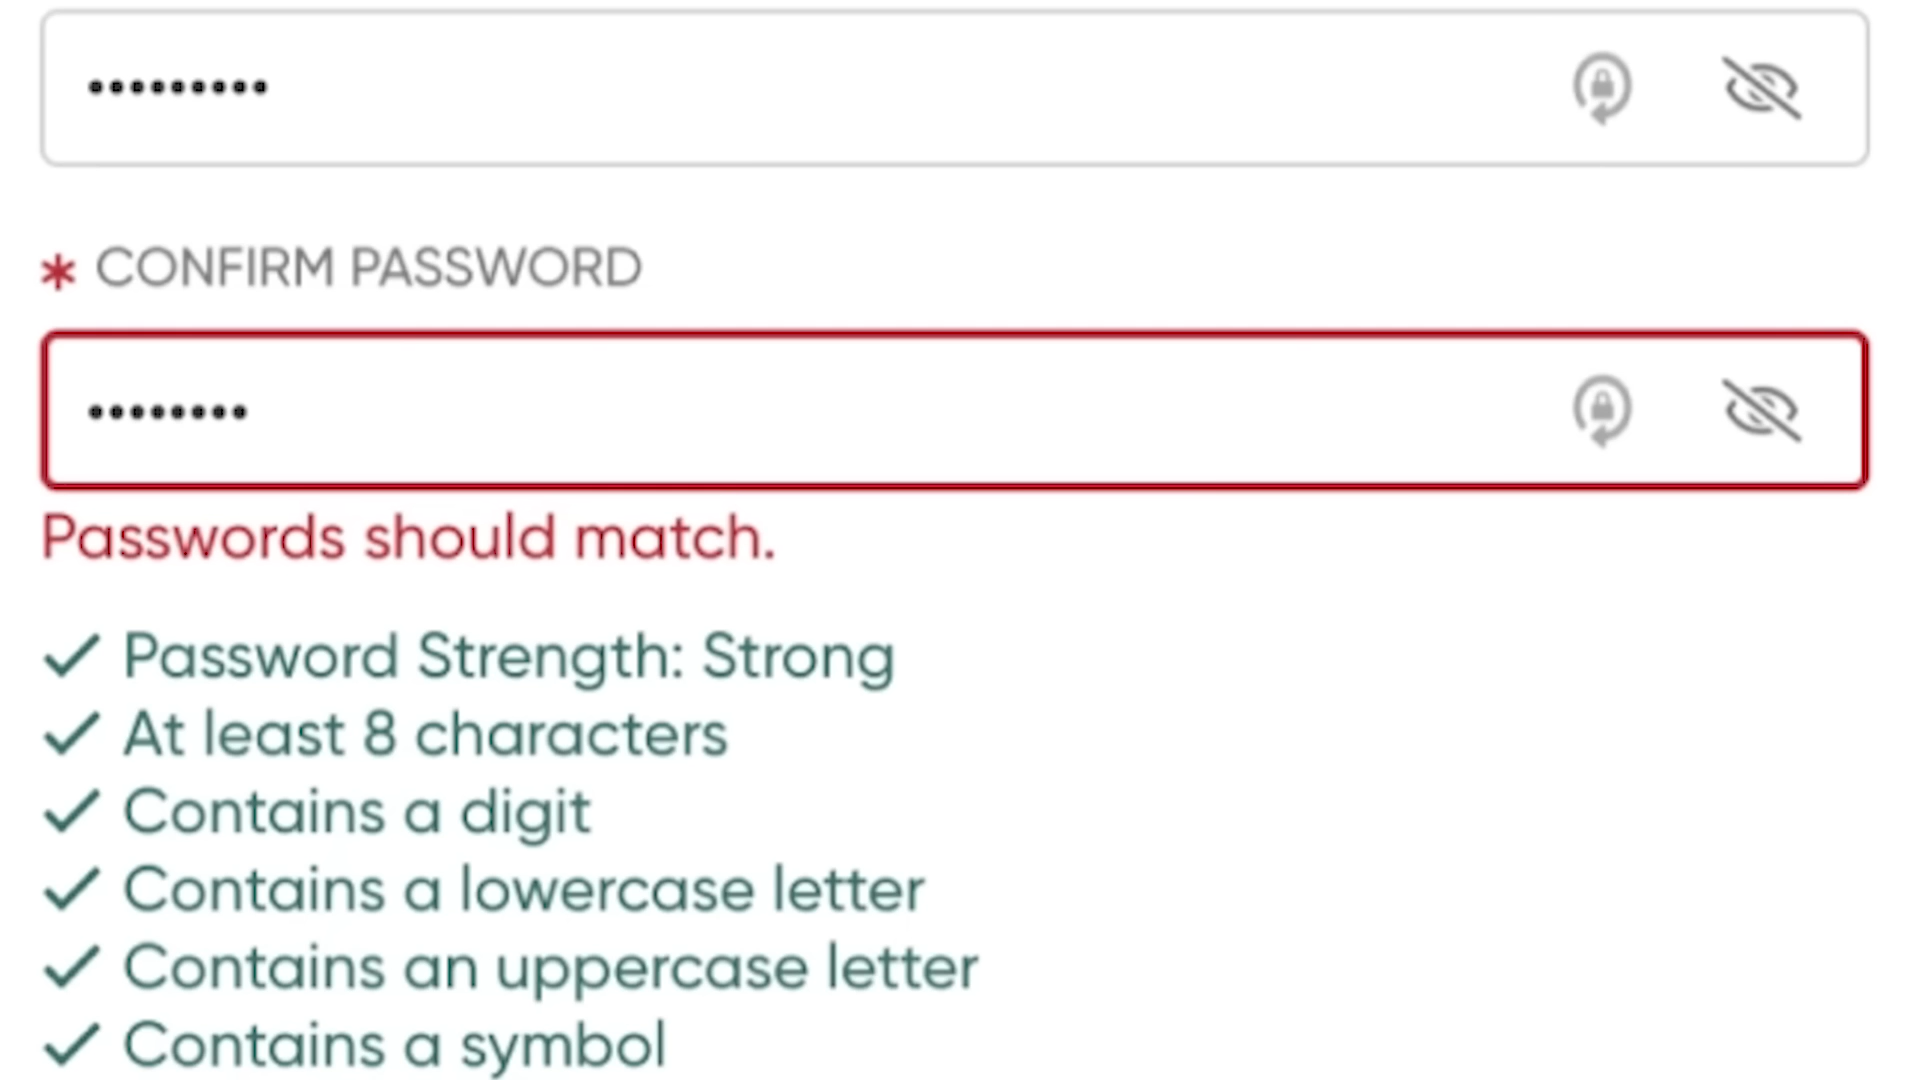 •••••••••
* CONFIRM PASSWORD
••••••••
Passwords should match.
✓ Password Strength: Strong
✓ At least 8 characters
✓ Contains a digit
✓ Contains a lowercase letter
✓ Contains an uppercase letter
✓ Contains a symbol